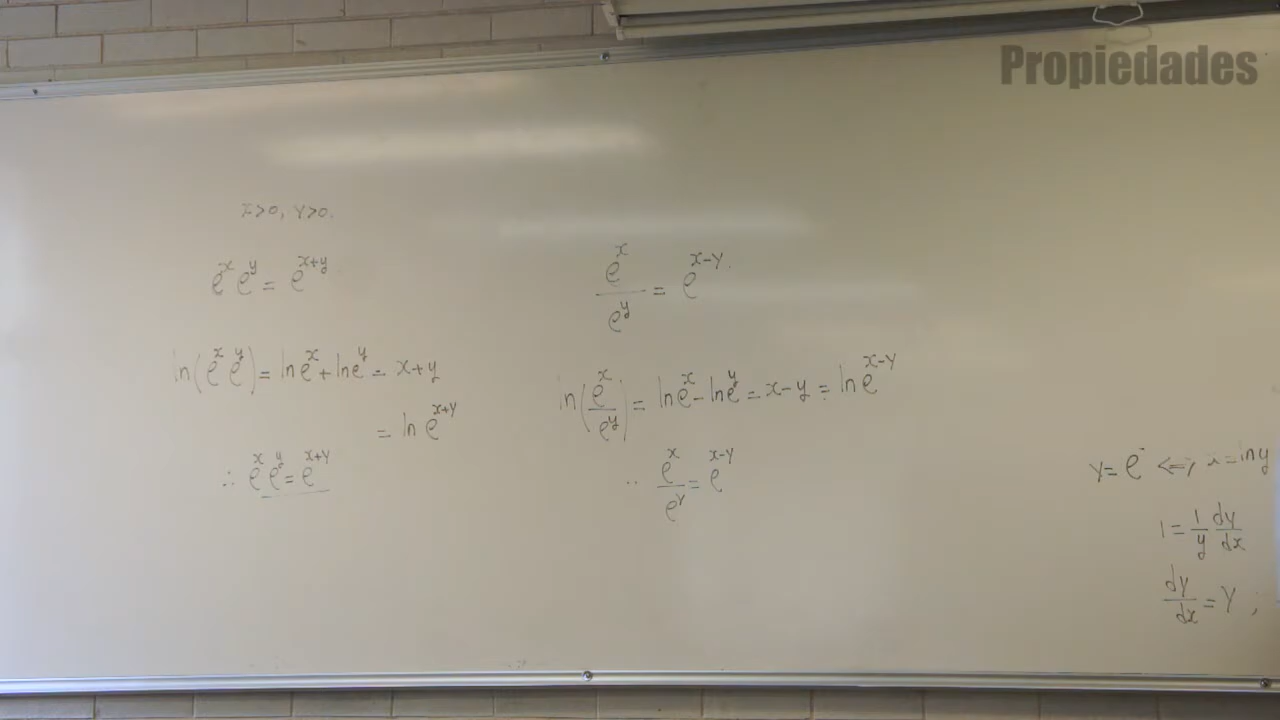 Propiedades
x>0, y>0.
e^x e^y = e^{x+y}
ln(e^x e^y) = ln e^x + ln e^y = x+y
= ln e^{x+y}
∴ e^x e^y = e^{x+y}
e^x / e^y = e^{x-y}.
ln(e^x / e^y) = ln e^x - ln e^y = x-y = ln e^{x-y}
∴ e^x / e^y = e^{x-y}
y = e^x <=> x = ln y
1 = 1/y dy/dx
dy/dx = y ;